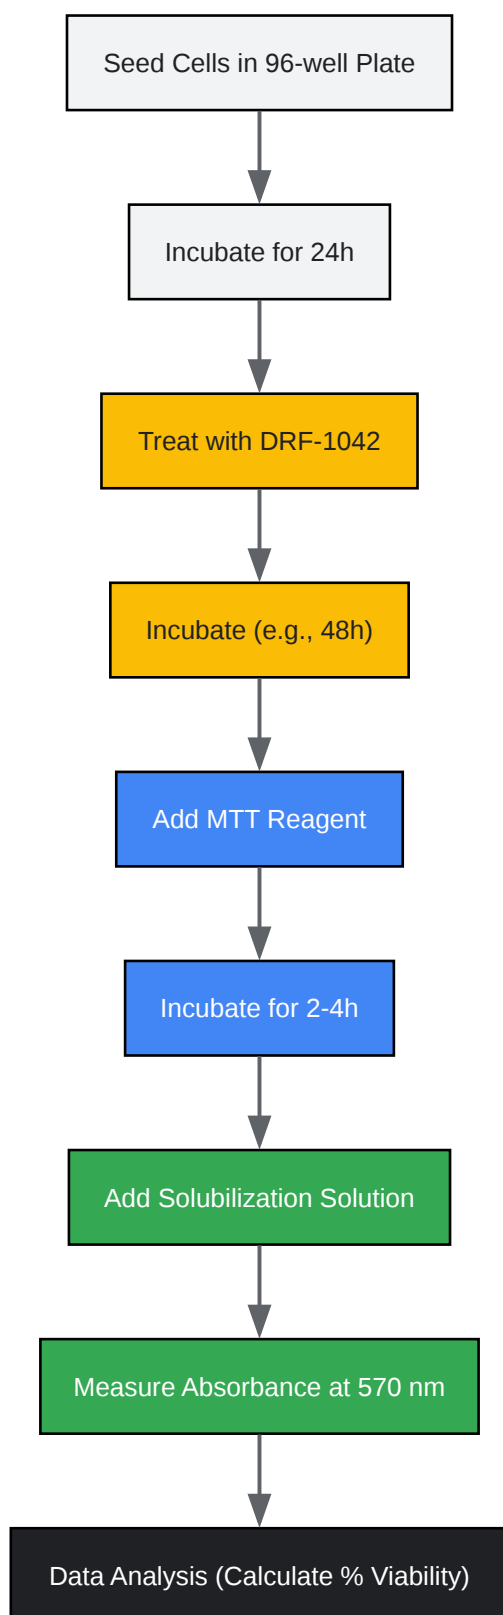 Seed Cells in 96-well Plate
Incubate for 24h
Treat with DRF-1042
Incubate (e.g., 48h)
Add MTT Reagent
Incubate for 2-4h
Add Solubilization Solution
Measure Absorbance at 570 nm
Data Analysis (Calculate % Viability)